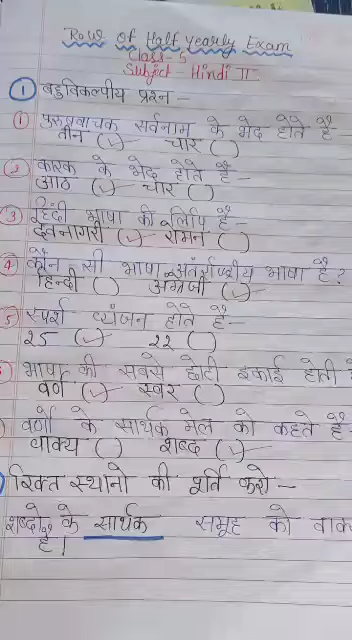 Row of Half yearly Exam
Class - 5
Subject - Hindi II
① बहुविकल्पीय प्रश्न -
① पुरुषवाचक सर्वनाम के भेद होते हैं -
तीन (✓) चार ( )
② कारक के भेद होते हैं -
आठ (✓) चार ( )
③ हिंदी भाषा की लिपि है -
देवनागरी (✓) रोमन ( )
④ कौन सी भाषा अंतर्राष्ट्रीय भाषा है?
हिन्दी ( ) अंग्रेजी (✓)
⑤ स्पर्श व्यंजन होते हैं -
25 (✓) 22 ( )
भाषा की सबसे छोटी इकाई होती
वर्ण (✓) स्वर ( )
वर्णों के सार्थक मेल को कहते हैं -
वाक्य ( ) शब्द (✓)
रिक्त स्थानों की पूर्ति करो -
शब्दों के सार्थक समूह को
है।